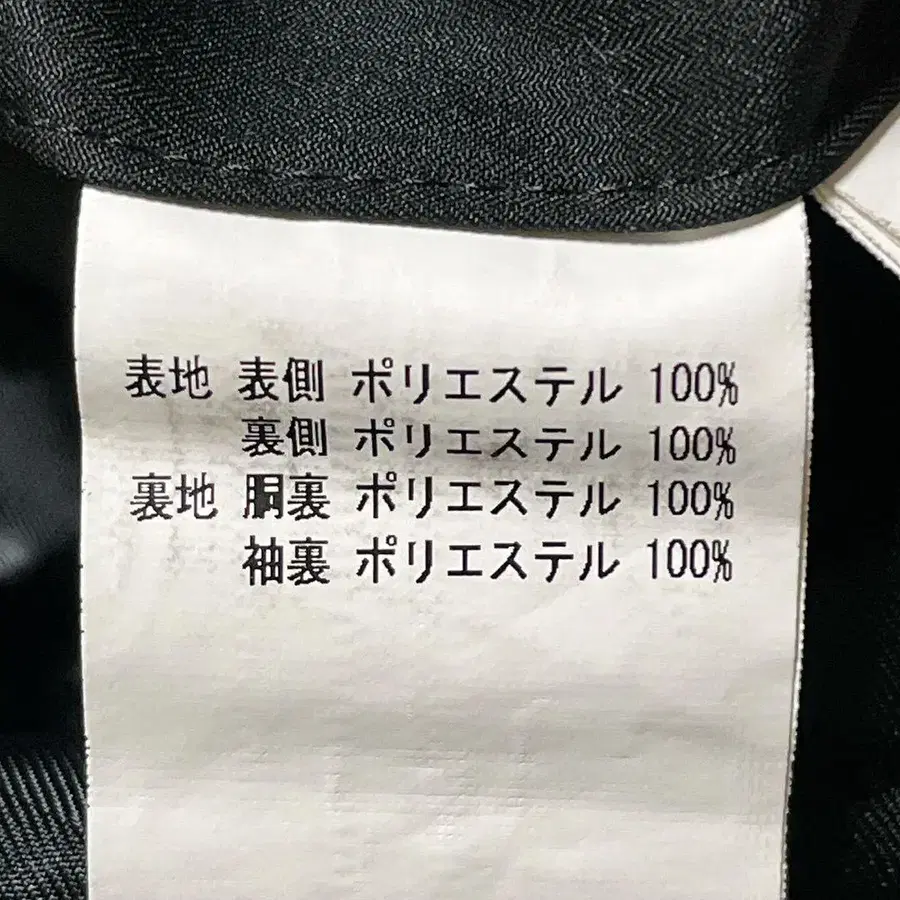 表地 表側 ポリエステル 100%
裏側 ポリエステル 100%
裏地 胴裏 ポリエステル 100%
袖裏 ポリエステル 100%